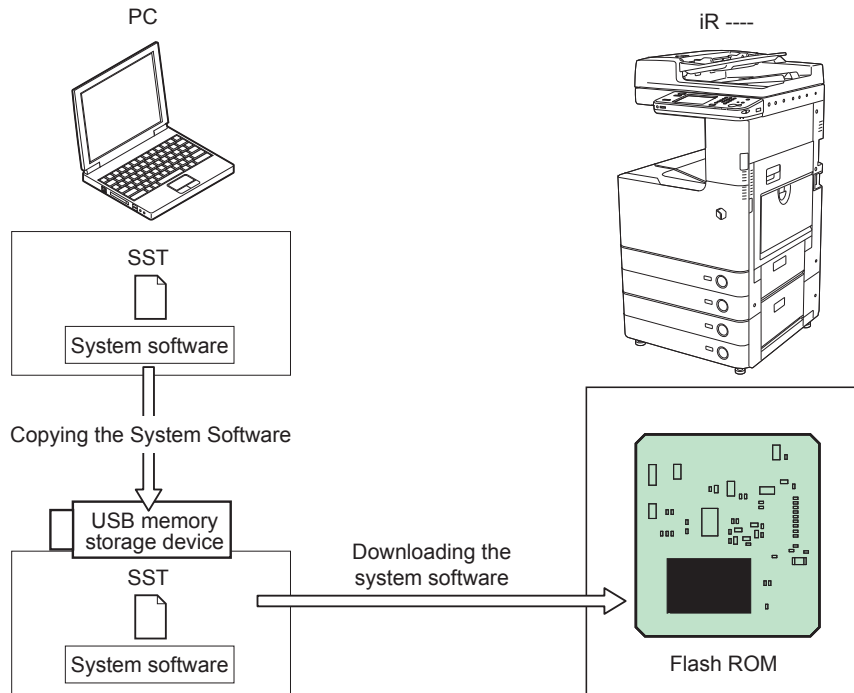 PC
iR ----
SST
System software
Copying the System Software
USB memory
storage device
Downloading the
system software
SST
System software
Flash ROM